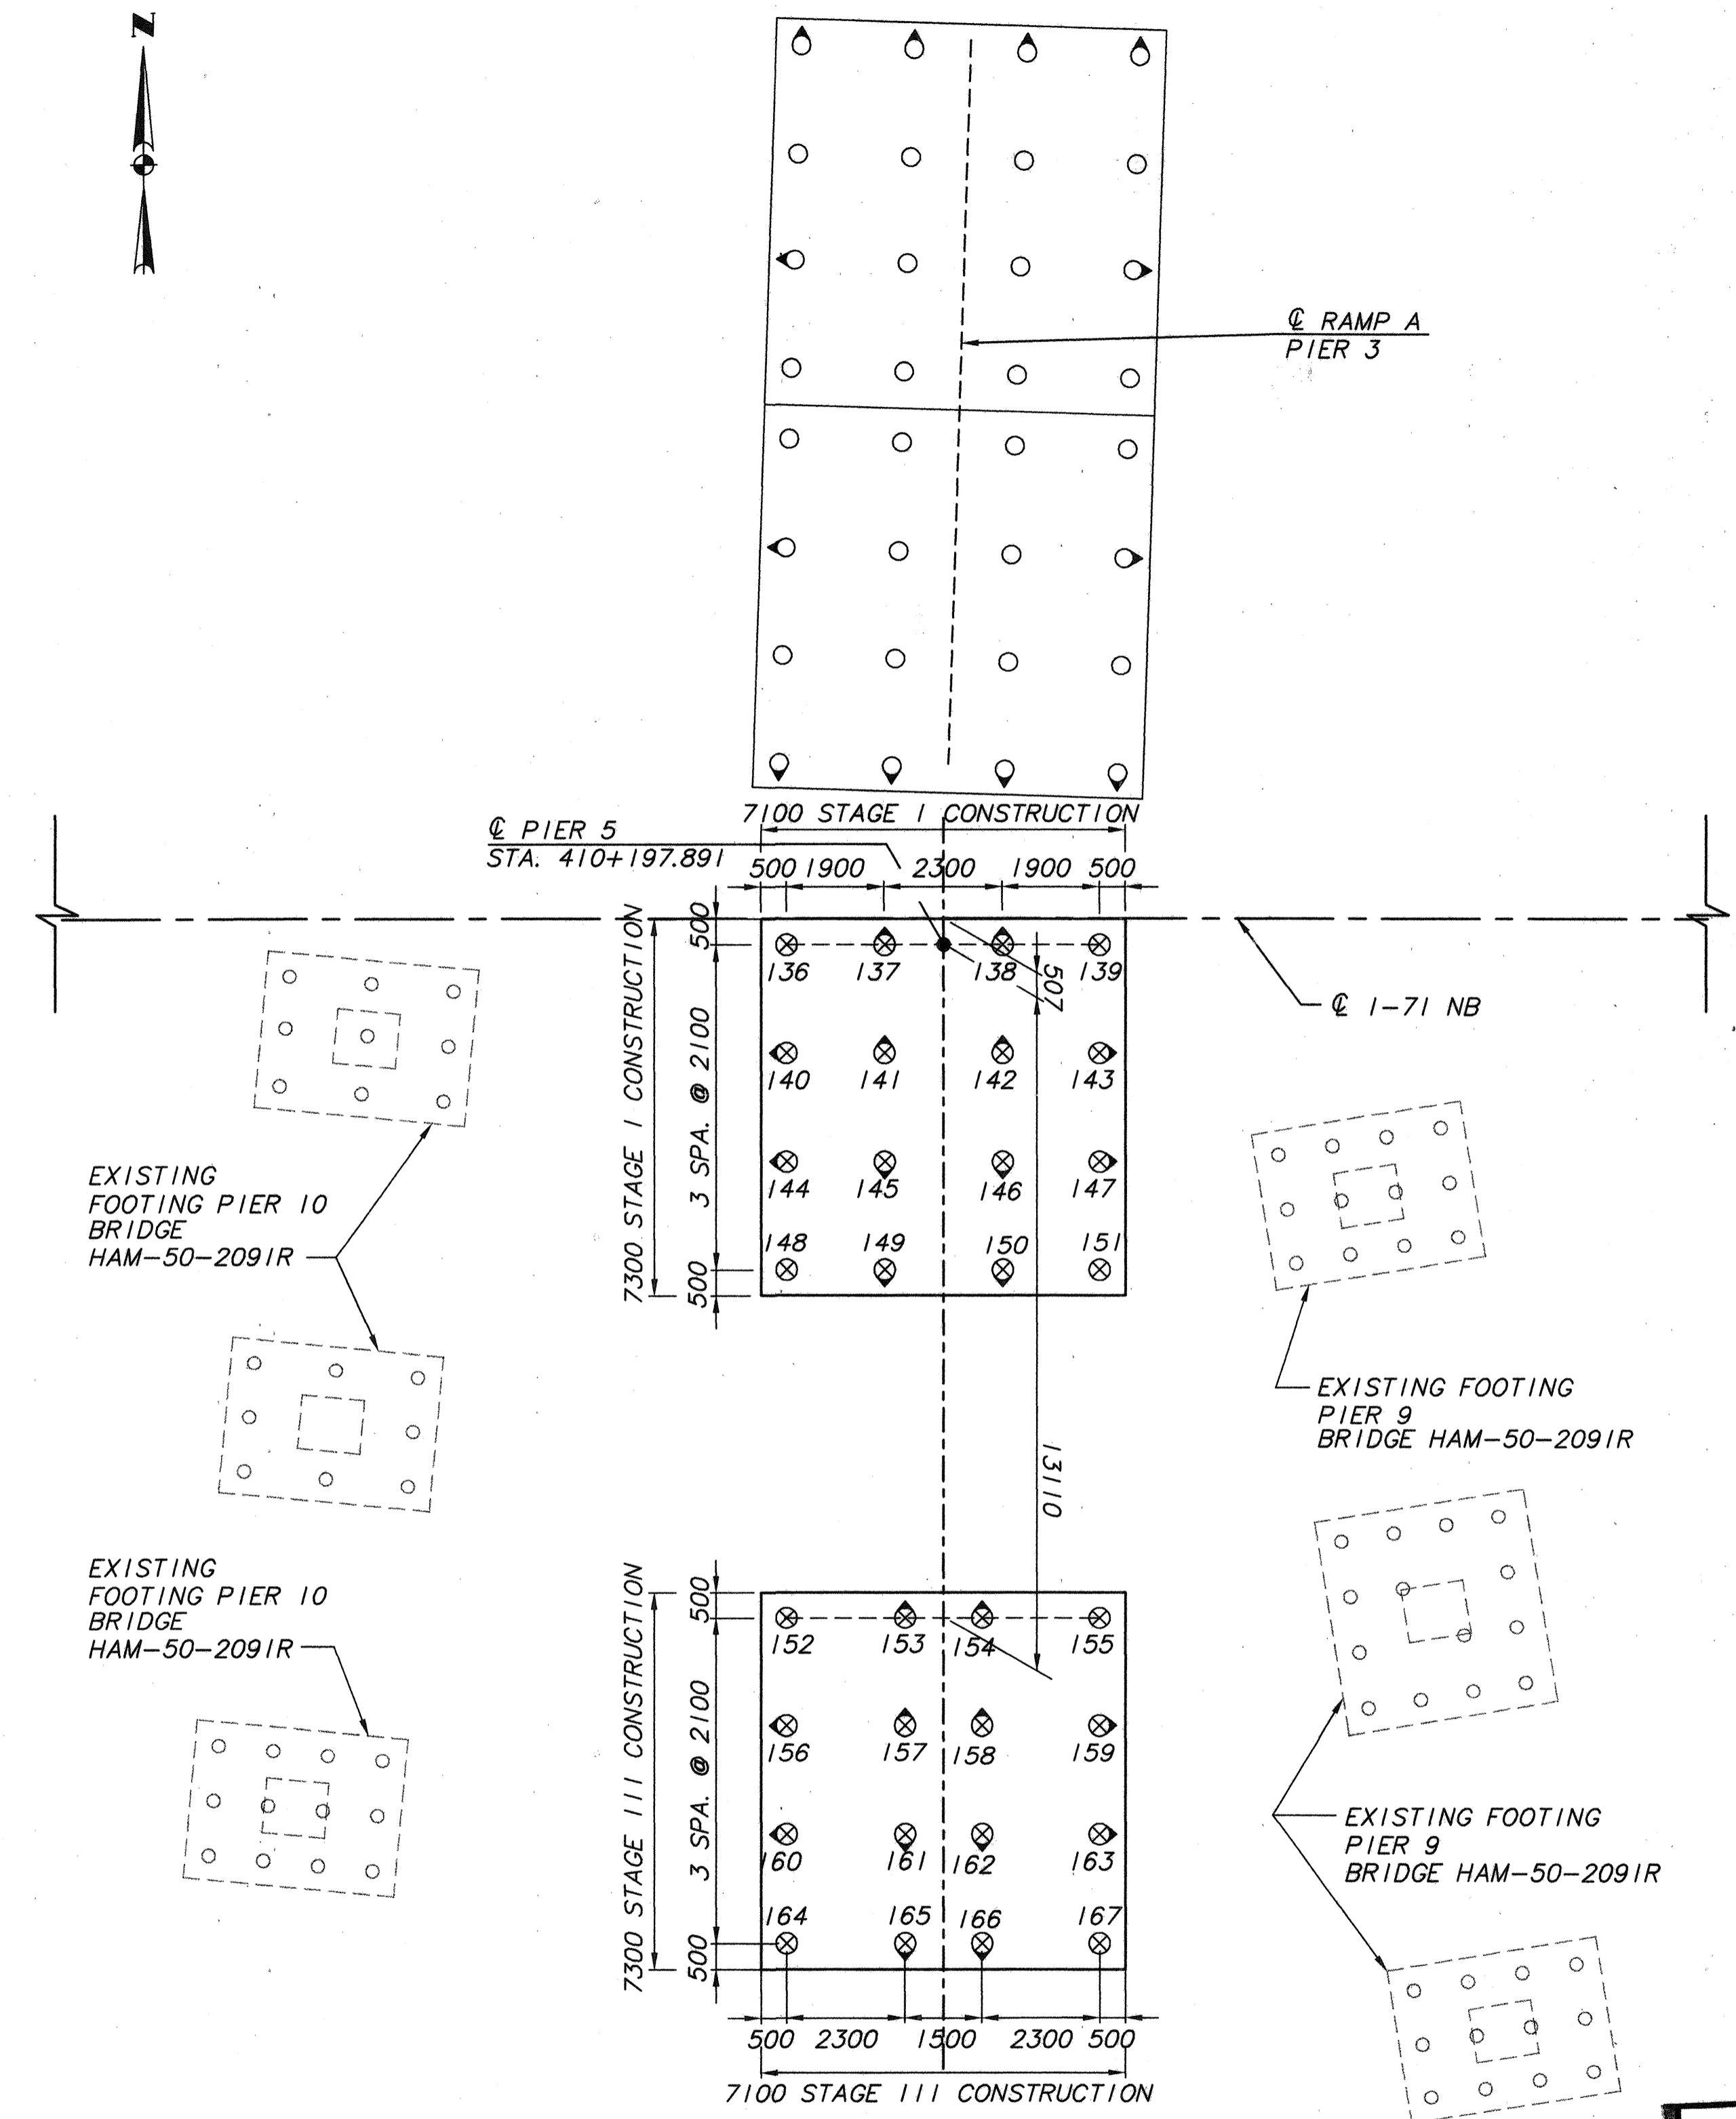 N
℄ RAMP A
PIER 3
7100 STAGE I CONSTRUCTION
℄ PIER 5
STA. 410+197.891
500 1900 2300 1900 500
7300 STAGE I CONSTRUCTION
500
3 SPA. @ 2100
500
136 137 138 139
507
℄ I-71 NB
140 141 142 143
144 145 146 147
148 149 150 151
13110
EXISTING
FOOTING PIER 10
BRIDGE
HAM-50-2091R
EXISTING FOOTING
PIER 9
BRIDGE HAM-50-2091R
EXISTING
FOOTING PIER 10
BRIDGE
HAM-50-2091R
7300 STAGE III CONSTRUCTION
500
3 SPA. @ 2100
500
152 153 154 155
156 157 158 159
160 161 162 163
164 165 166 167
EXISTING FOOTING
PIER 9
BRIDGE HAM-50-2091R
500 2300 1500 2300 500
7100 STAGE III CONSTRUCTION